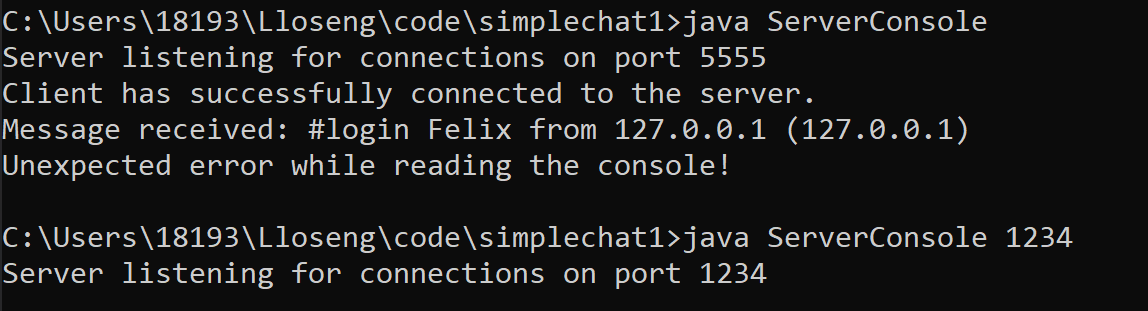 C:\Users\18193\Lloseng\code\simplechat1>java ServerConsole
Server listening for connections on port 5555
Client has successfully connected to the server.
Message received: #login Felix from 127.0.0.1 (127.0.0.1)
Unexpected error while reading the console!
C:\Users\18193\Lloseng\code\simplechat1>java ServerConsole 1234
Server listening for connections on port 1234